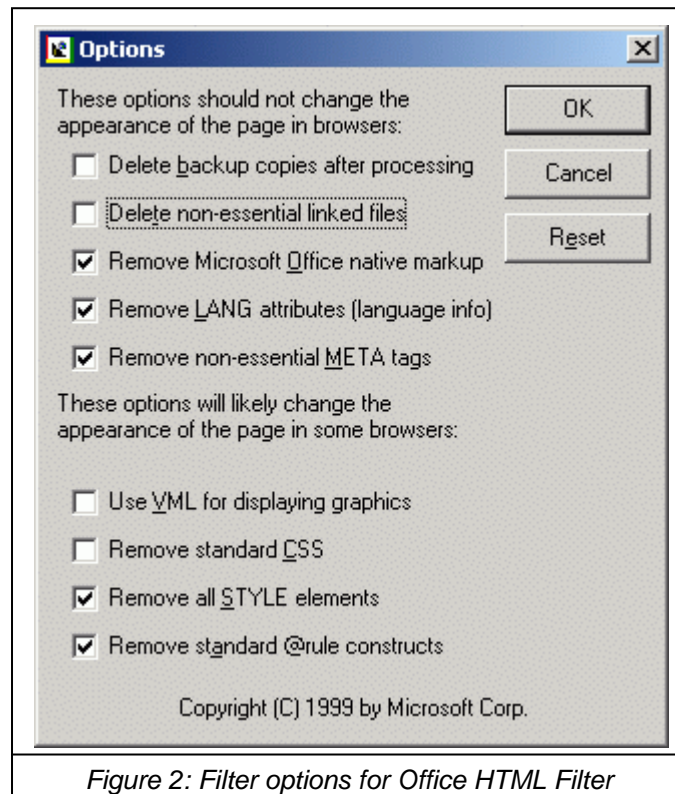 Options
These options should not change the
appearance of the page in browsers:
OK
Delete backup copies after processing
Cancel
Delete non-essential linked files
Reset
Remove Microsoft Office native markup
Remove LANG attributes (language info)
Remove non-essential META tags
These options will likely change the
appearance of the page in some browsers:
Use VML for displaying graphics
Remove standard CSS
Remove all STYLE elements
Remove standard @rule constructs
Copyright (C) 1999 by Microsoft Corp.
Figure 2: Filter options for Office HTML Filter